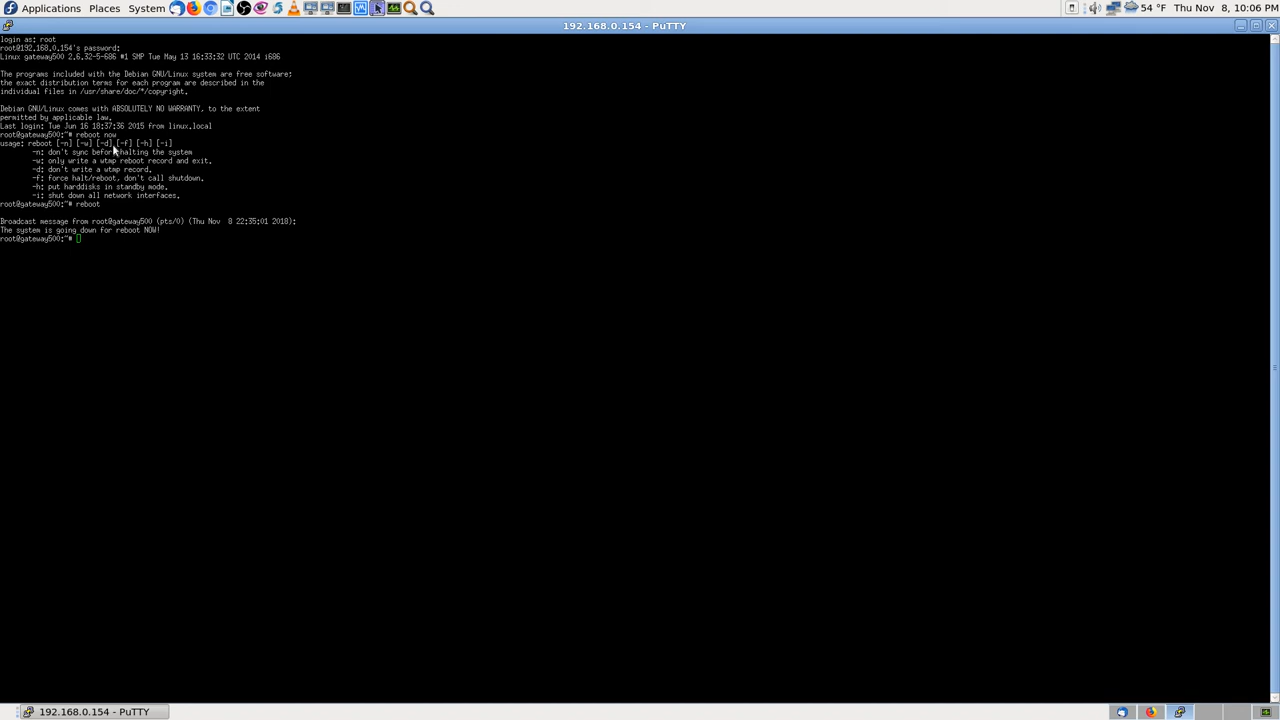 Applications Places System
54 °F Thu Nov 8, 10:06 PM
192.168.0.154 - PuTTY
login as: root
root@192.168.0.154's password:
Linux gateway500 2.6.32-5-686 #1 SMP Tue May 13 16:33:32 UTC 2014 i686
The programs included with the Debian GNU/Linux system are free software;
the exact distribution terms for each program are described in the
individual files in /usr/share/doc/*/copyright.
Debian GNU/Linux comes with ABSOLUTELY NO WARRANTY, to the extent
permitted by applicable law.
Last login: Tue Jun 16 18:37:36 2015 from linux.local
root@gateway500:~# reboot now
usage: reboot [-n] [-w] [-d] [-f] [-h] [-i]
-n: don't sync before halting the system
-w: only write a wtmp reboot record and exit.
-d: don't write a wtmp record.
-f: force halt/reboot, don't call shutdown.
-h: put harddisks in standby mode.
-i: shut down all network interfaces.
root@gateway500:~# reboot
Broadcast message from root@gateway500 (pts/0) (Thu Nov  8 22:35:01 2018):
The system is going down for reboot NOW!
root@gateway500:~#
192.168.0.154 - PuTTY